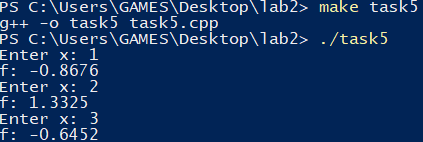 PS C:\Users\GAMES\Desktop\lab2> make task5
g++ -o task5 task5.cpp
PS C:\Users\GAMES\Desktop\lab2> ./task5
Enter x: 1
f: -0.8676
Enter x: 2
f: 1.3325
Enter x: 3
f: -0.6452